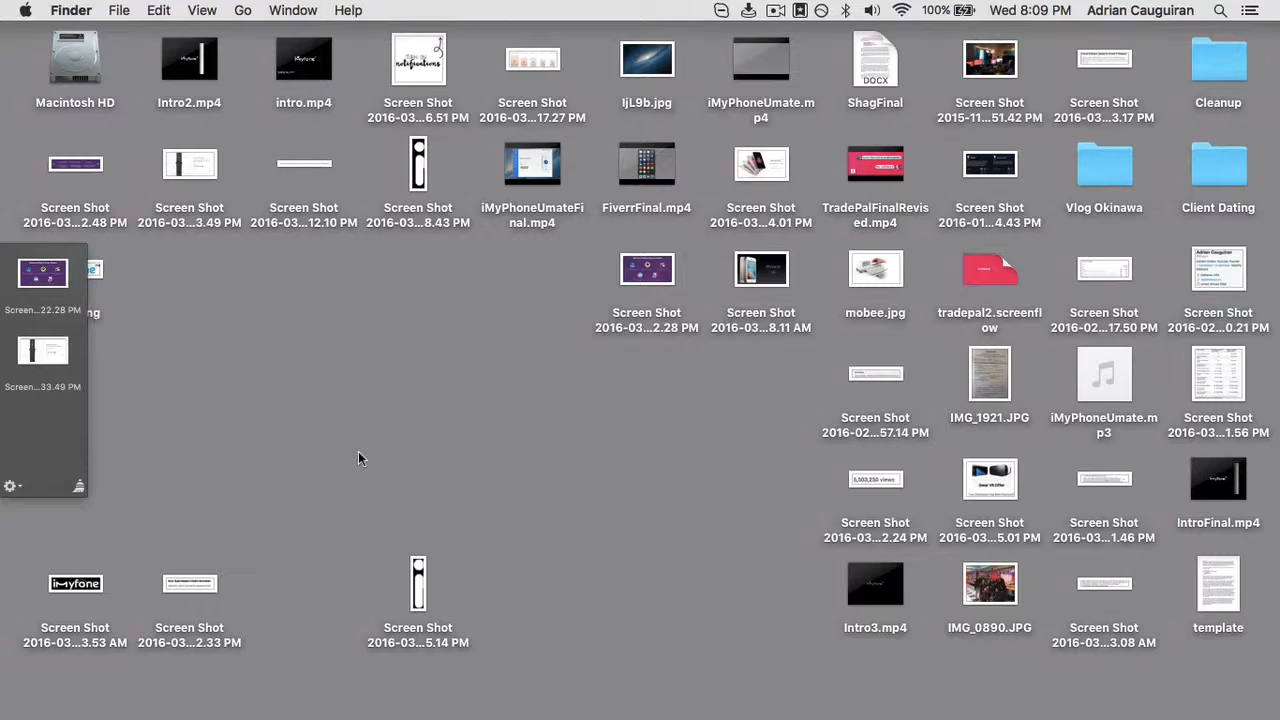 Finder File Edit View Go Window Help 100% Wed 8:09 PM Adrian Cauguiran
Macintosh HD
Intro2.mp4
intro.mp4
Screen Shot
2016-03...6.51 PM
Screen Shot
2016-03...17.27 PM
IjL9b.jpg
iMyPhoneUmate.m
p4
DOCX
ShagFinal
Screen Shot
2015-11...51.42 PM
Screen Shot
2016-03...3.17 PM
Cleanup
Screen Shot
2016-03...2.48 PM
Screen Shot
2016-03...3.49 PM
Screen Shot
2016-03...12.10 PM
Screen Shot
2016-03...8.43 PM
iMyPhoneUmateFi
nal.mp4
FiverrFinal.mp4
Screen Shot
2016-03...4.01 PM
TradePalFinalRevis
ed.mp4
Screen Shot
2016-01...4.43 PM
Vlog Okinawa
Client Dating
Screen...22.28 PM
ng
Screen...33.49 PM
Screen Shot
2016-03...2.28 PM
Screen Shot
2016-03...8.11 AM
mobee.jpg
tradepal2.screenfl
ow
Screen Shot
2016-02...17.50 PM
Screen Shot
2016-02...0.21 PM
Screen Shot
2016-02...57.14 PM
IMG_1921.JPG
iMyPhoneUmate.m
p3
Screen Shot
2016-03...1.56 PM
5,503,250 views
Screen Shot
2016-03...2.24 PM
Screen Shot
2016-03...5.01 PM
Screen Shot
2016-03...1.46 PM
IntroFinal.mp4
iMyfone
Screen Shot
2016-03...3.53 AM
Screen Shot
2016-03...2.33 PM
Screen Shot
2016-03...5.14 PM
Intro3.mp4
IMG_0890.JPG
Screen Shot
2016-03...3.08 AM
template